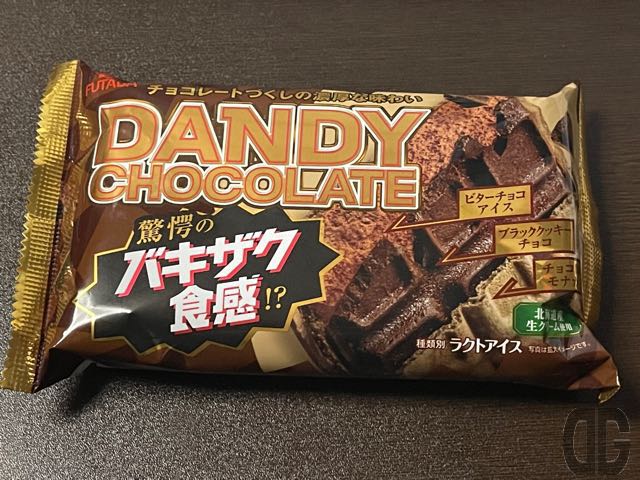 FUTABA
チョコレートづくしの濃厚な味わい
DANDY
CHOCOLATE
驚愕の
バキザク
食感!?
ビターチョコ
アイス
ブラッククッキー
チョコ
チョコ
モナカ
北海道産
生クリーム使用
種類別 ラクトアイス
写真は拡大イメージです。